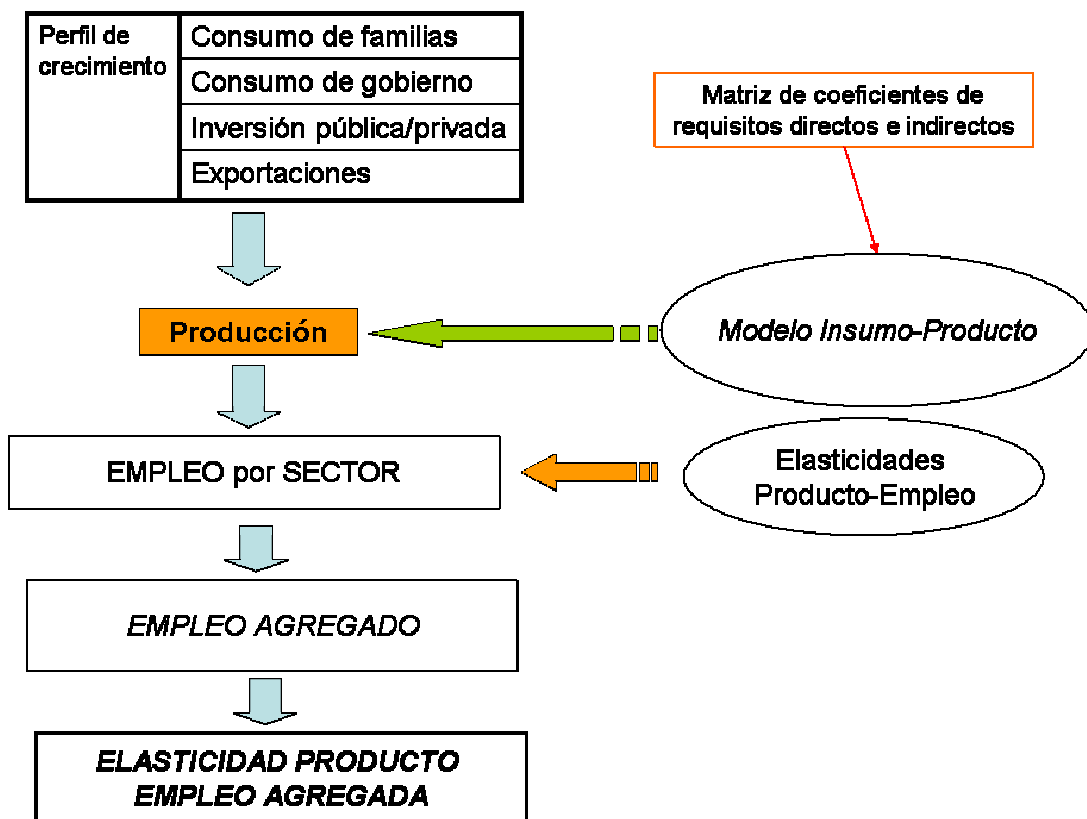 Perfil de
crecimiento
Consumo de familias
Consumo de gobierno
Inversión pública/privada
Exportaciones
Matriz de coeficientes de
requisitos directos e indirectos
Producción
Modelo Insumo-Producto
EMPLEO por SECTOR
Elasticidades
Producto-Empleo
EMPLEO AGREGADO
ELASTICIDAD PRODUCTO
EMPLEO AGREGADA